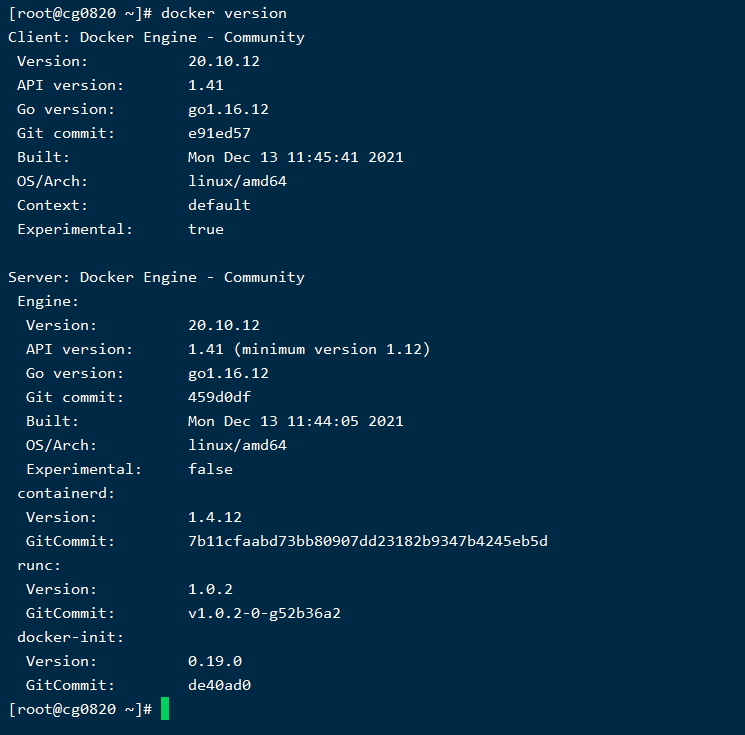 [root@cg0820 ~]# docker version
Client: Docker Engine - Community
 Version:           20.10.12
 API version:       1.41
 Go version:        go1.16.12
 Git commit:        e91ed57
 Built:             Mon Dec 13 11:45:41 2021
 OS/Arch:           linux/amd64
 Context:           default
 Experimental:      true

Server: Docker Engine - Community
 Engine:
  Version:          20.10.12
  API version:      1.41 (minimum version 1.12)
  Go version:       go1.16.12
  Git commit:       459d0df
  Built:            Mon Dec 13 11:44:05 2021
  OS/Arch:          linux/amd64
  Experimental:     false
 containerd:
  Version:          1.4.12
  GitCommit:        7b11cfaabd73bb80907dd23182b9347b4245eb5d
 runc:
  Version:          1.0.2
  GitCommit:        v1.0.2-0-g52b36a2
 docker-init:
  Version:          0.19.0
  GitCommit:        de40ad0
[root@cg0820 ~]#